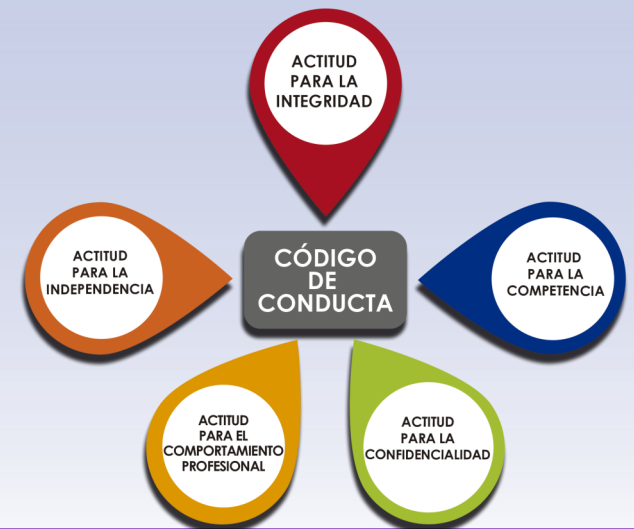 ACTITUD
PARA LA
INTEGRIDAD
ACTITUD
PARA LA
INDEPENDENCIA
CÓDIGO
DE
CONDUCTA
ACTITUD
PARA LA
COMPETENCIA
ACTITUD
PARA EL
COMPORTAMIENTO
PROFESIONAL
ACTITUD
PARA LA
CONFIDENCIALIDAD